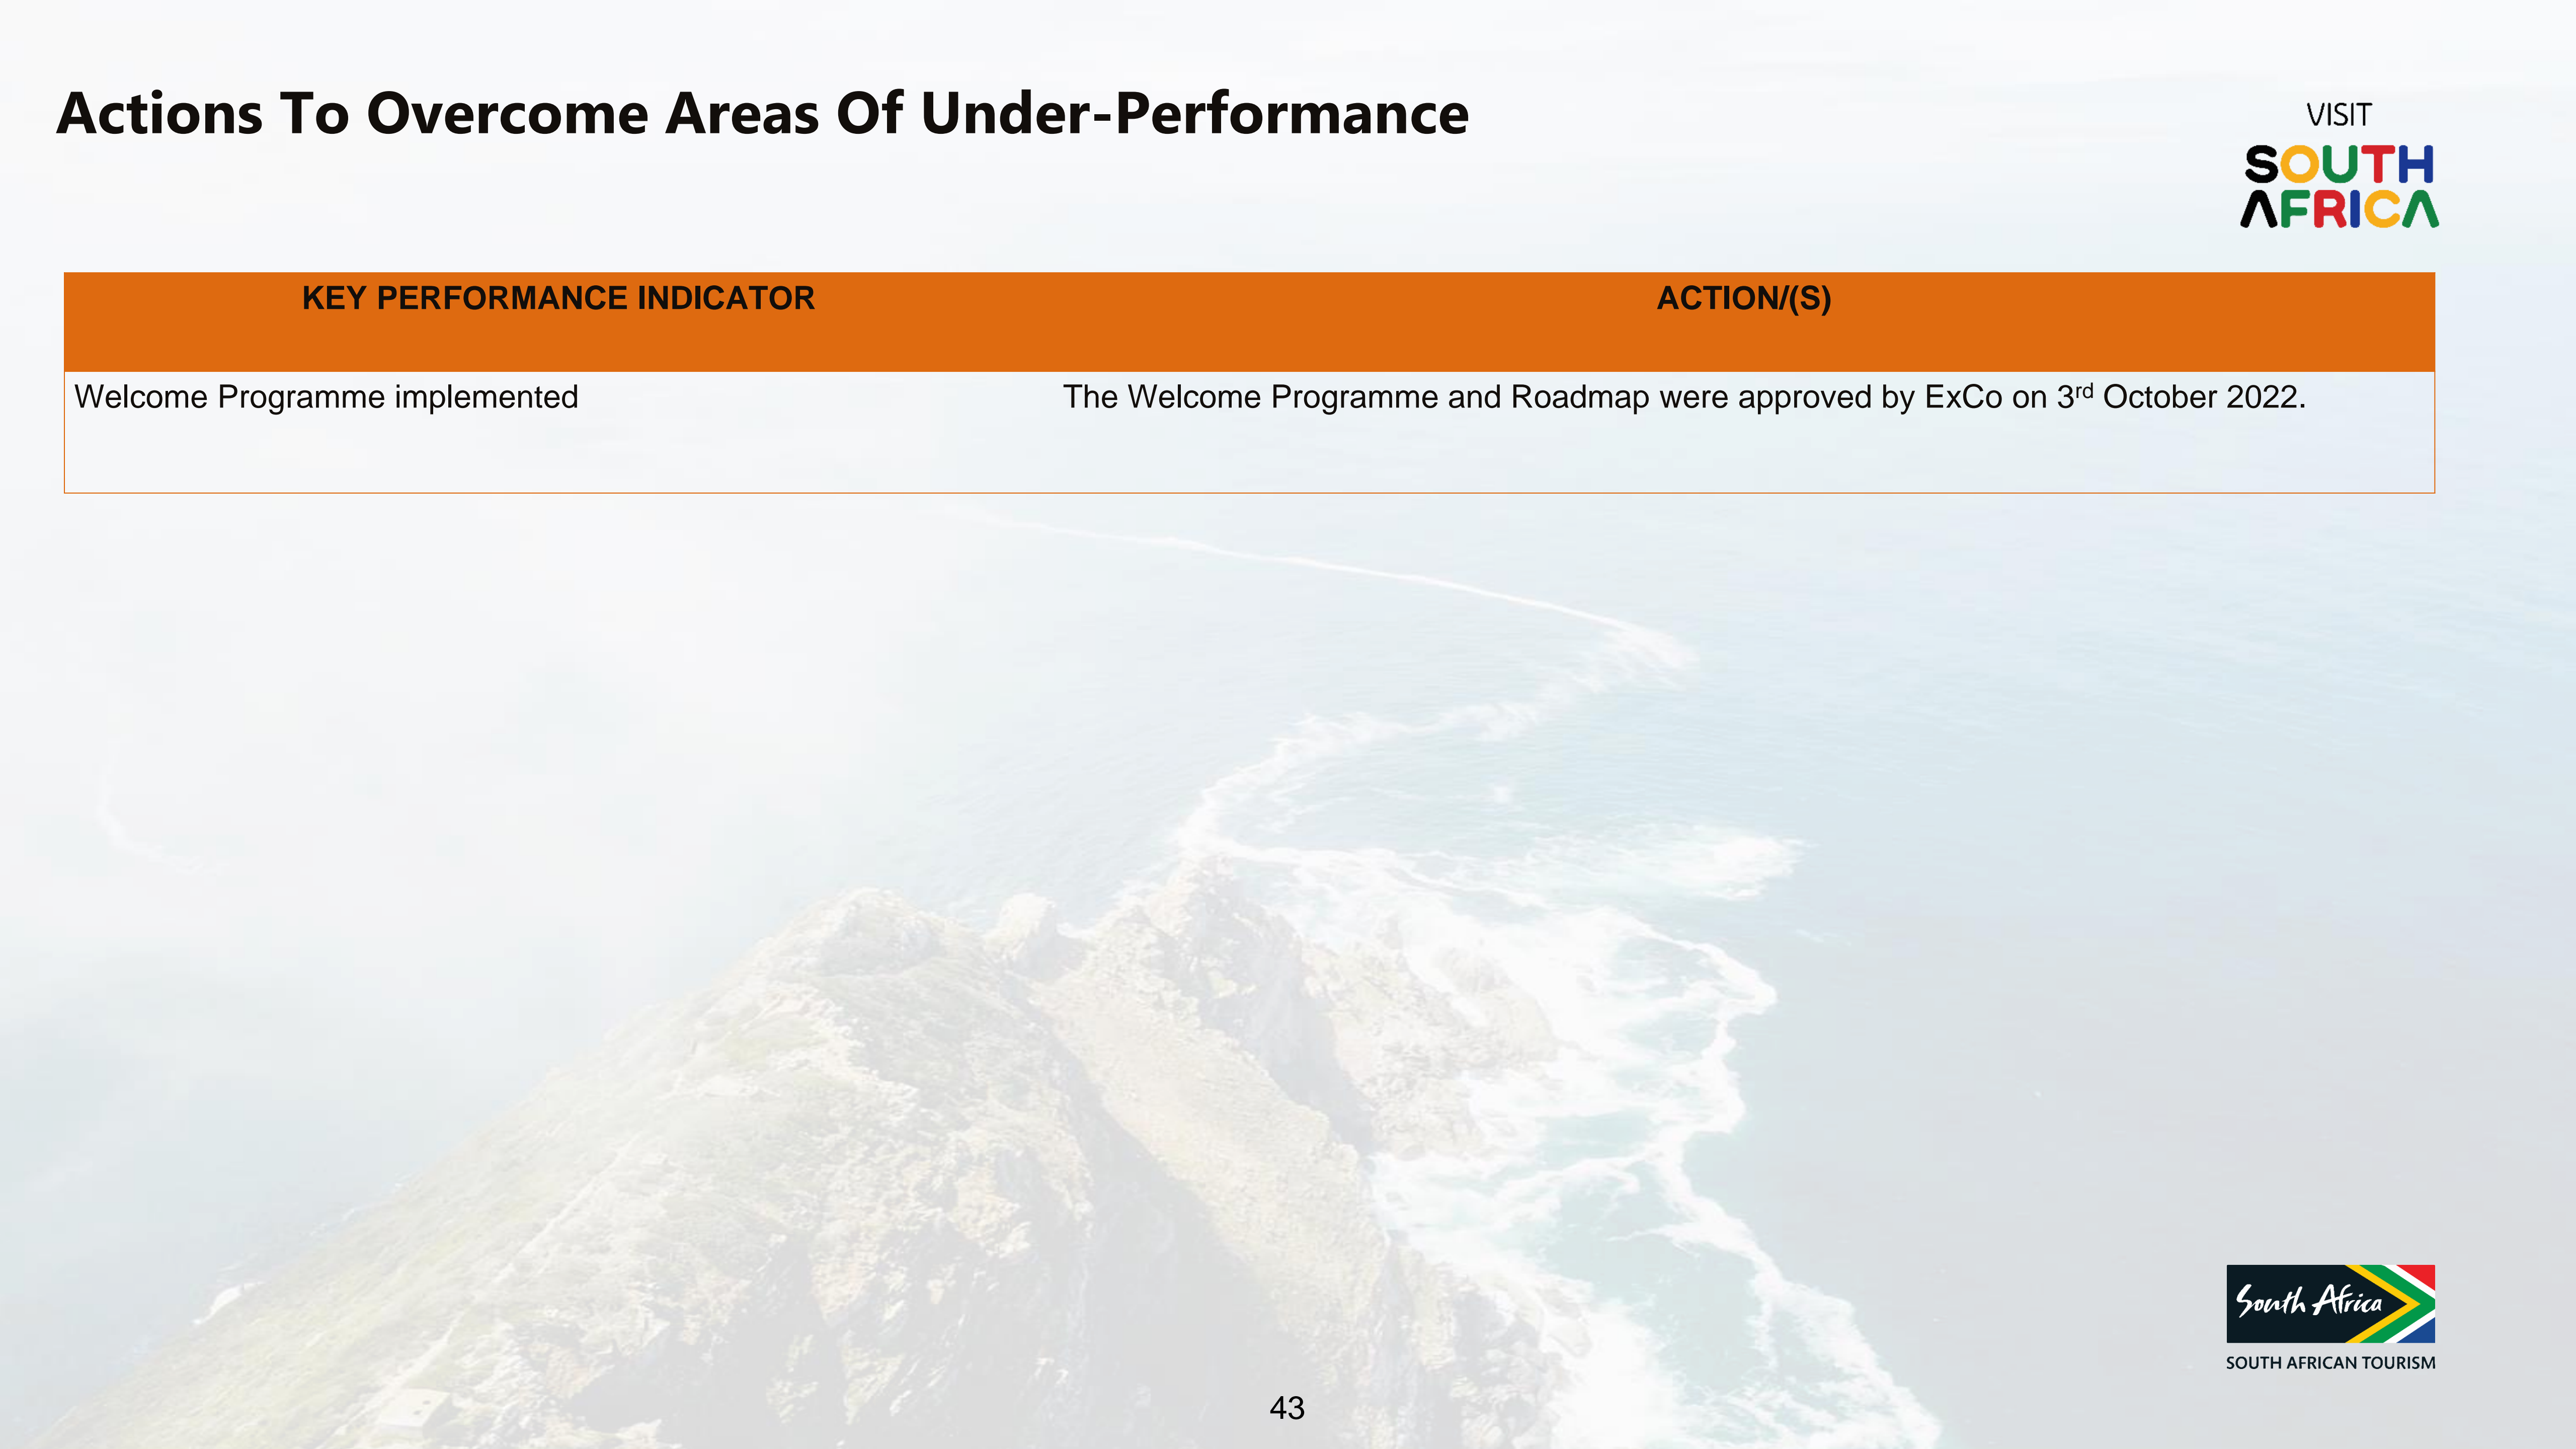 Actions To Overcome Areas Of Under-Performance
VISIT
SOUTH
AFRICA
KEY PERFORMANCE INDICATOR
ACTION/(S)
Welcome Programme implemented
The Welcome Programme and Roadmap were approved by ExCo on 3rd October 2022.
South Africa
SOUTH AFRICAN TOURISM
43